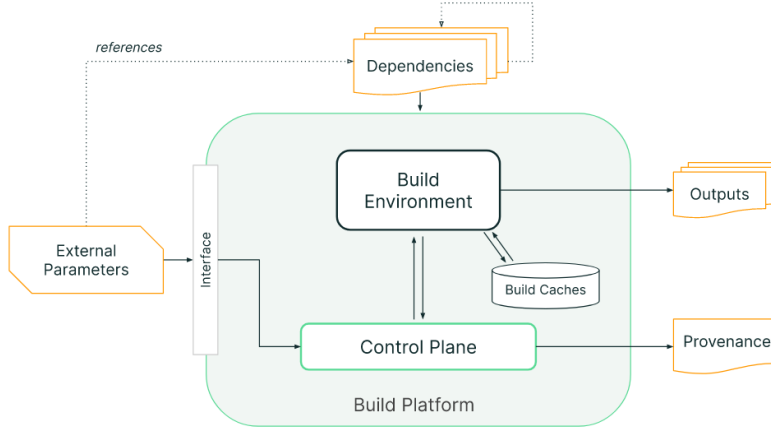 references
Dependencies
Build
Environment
Outputs
External
Parameters
Interface
Build Caches
Control Plane
Provenance
Build Platform